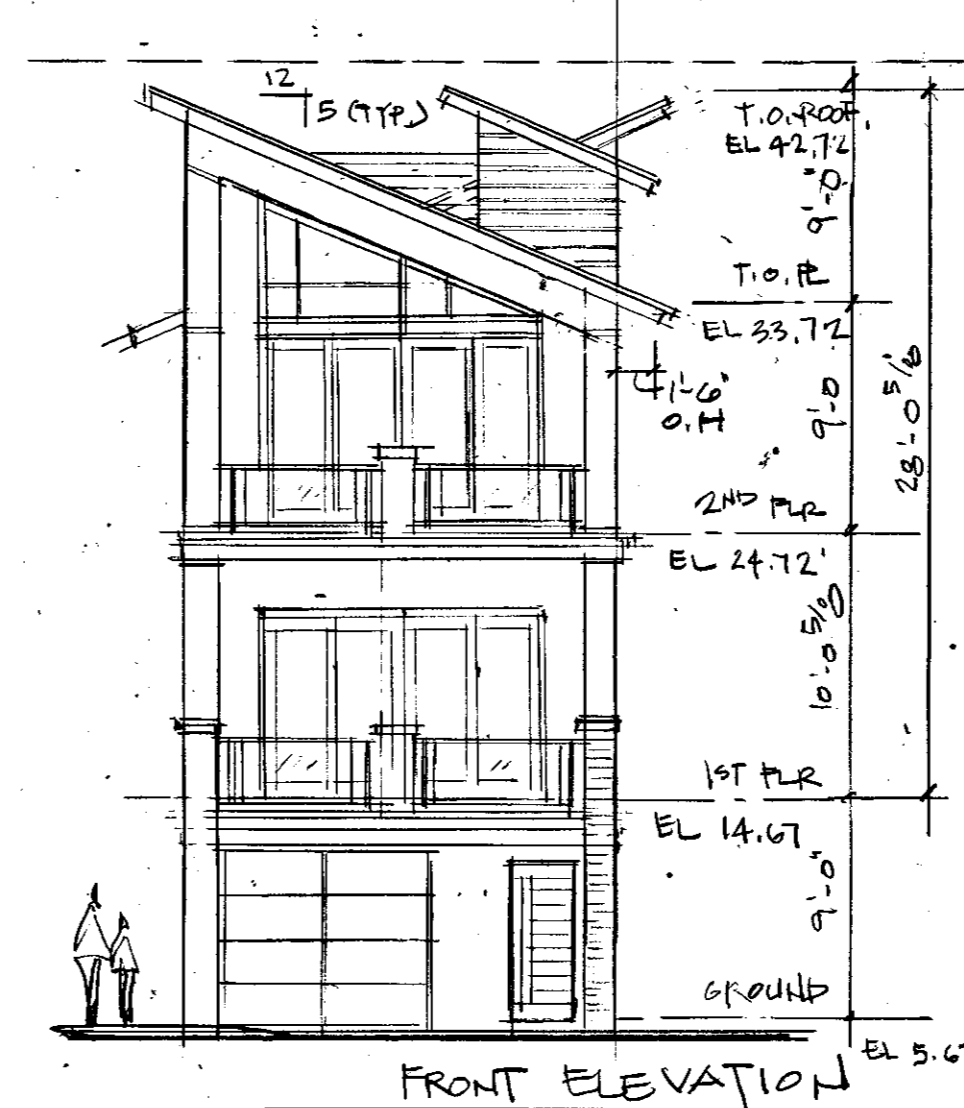 12
5 (TYP.)
T.O. ROOF.
EL 42.72
9'-0"
T.O. PL
EL 33.72
1'-6"
O.H
9'-0
28'-0 5/8
2ND FLR
EL 24.72'
10'-0 5/8
1ST FLR
EL 14.67
9'-0"
GROUND
EL 5.67
FRONT ELEVATION